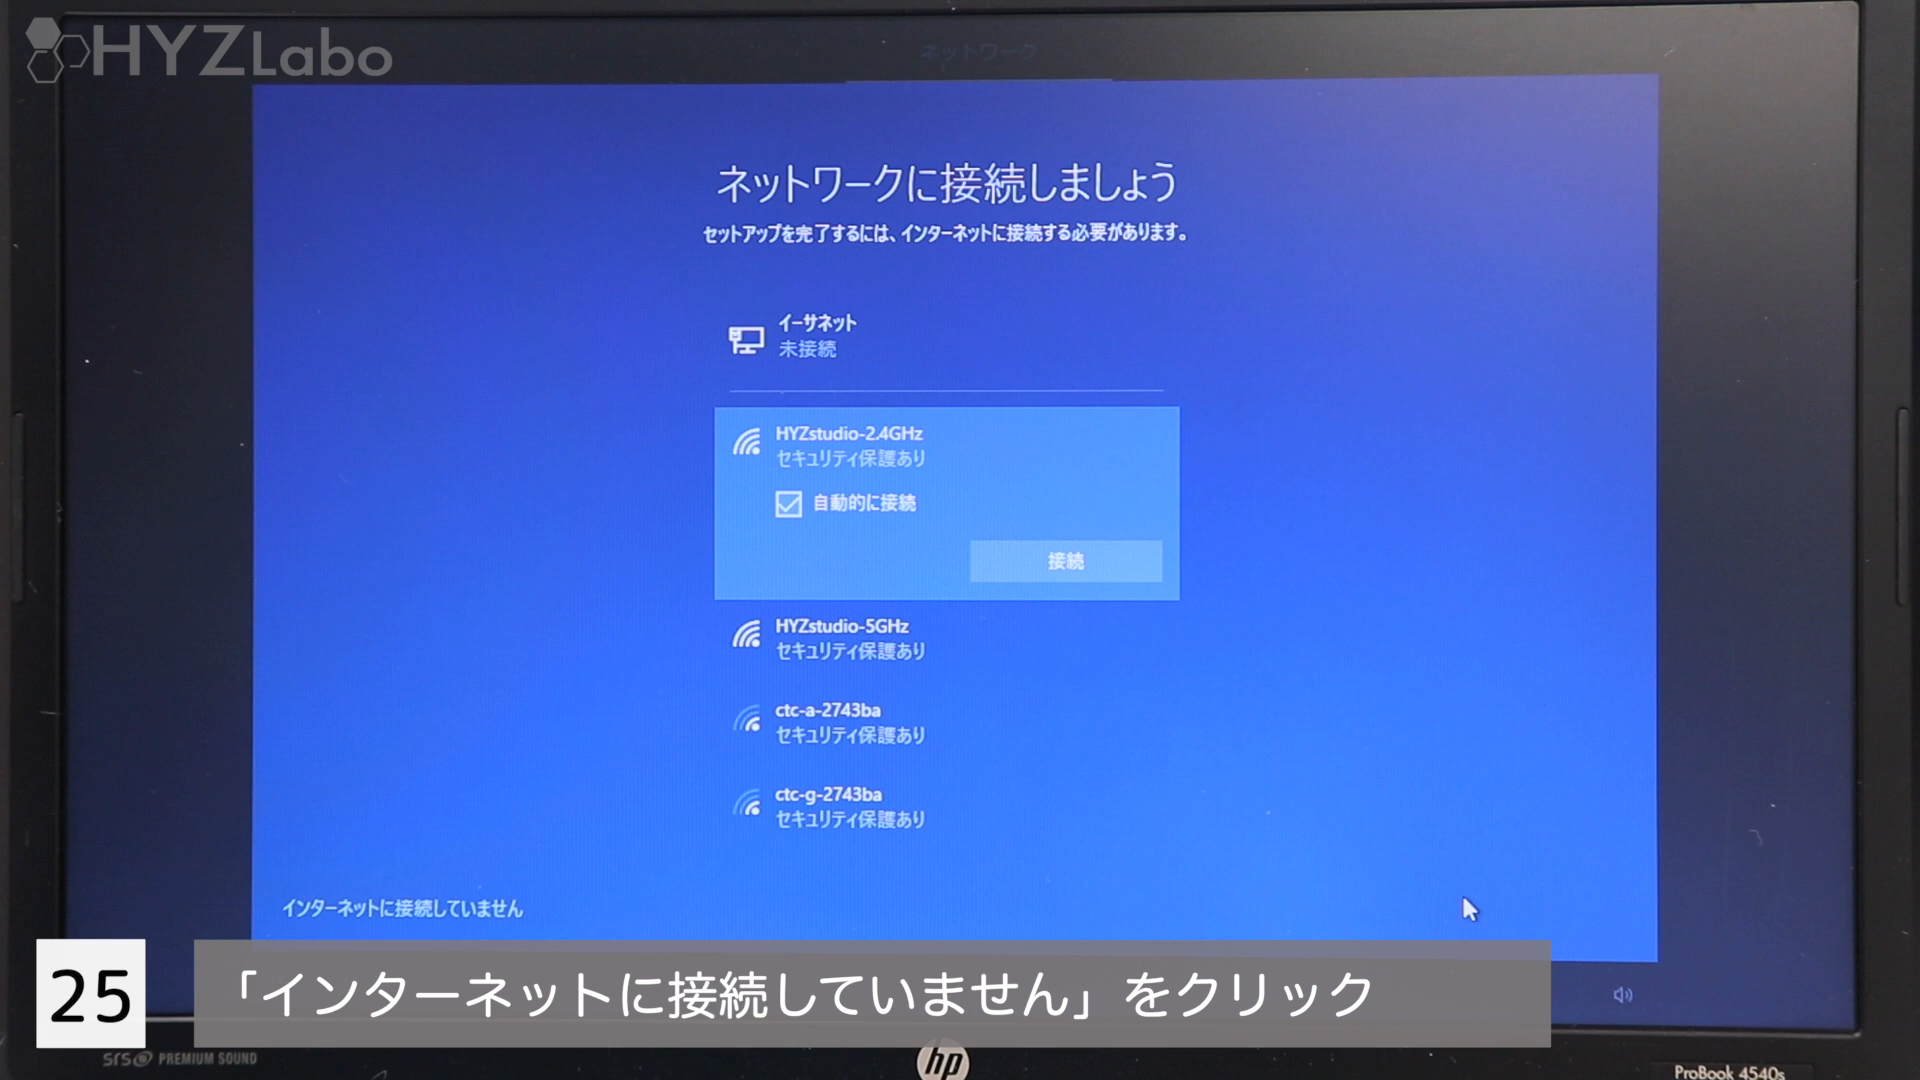 HYZLabo
ネットワーク
ネットワークに接続しましょう
セットアップを完了するには、インターネットに接続する必要があります。
イーサネット
未接続
HYZstudio-2.4GHz
セキュリティ保護あり
自動的に接続
接続
HYZstudio-5GHz
セキュリティ保護あり
ctc-a-2743ba
セキュリティ保護あり
ctc-g-2743ba
セキュリティ保護あり
インターネットに接続していません
25
「インターネットに接続していません」をクリック
srs PREMIUM SOUND
hp
ProBook 4540s